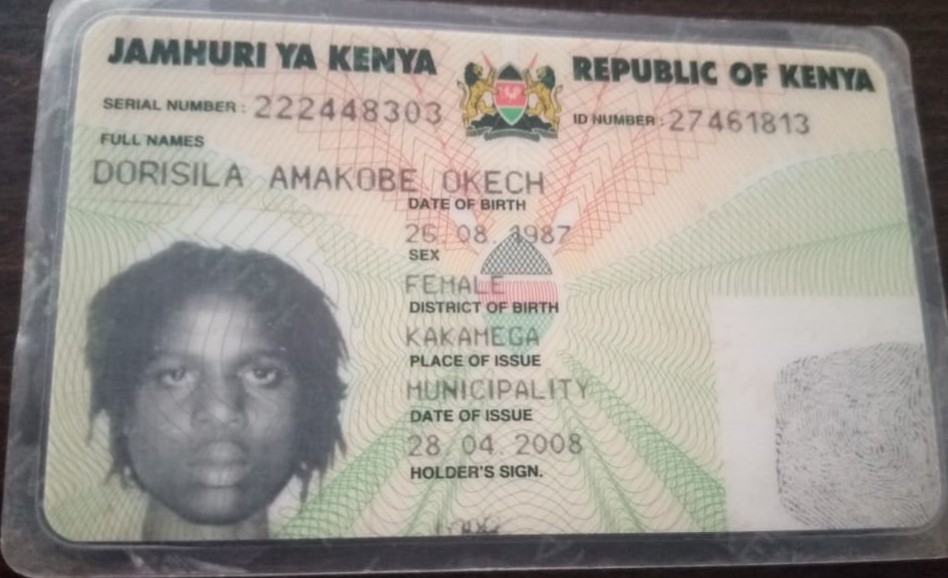 JAMHURI YA KENYA REPUBLIC OF KENYA
SERIAL NUMBER: 222448303 ID NUMBER: 27461813
FULL NAMES
DORISILA AMAKOBE OKECH
DATE OF BIRTH
26. 08. 1987
SEX
FEMALE
DISTRICT OF BIRTH
KAKAMEGA
PLACE OF ISSUE
MUNICIPALITY
DATE OF ISSUE
28. 04. 2008
HOLDER'S SIGN.